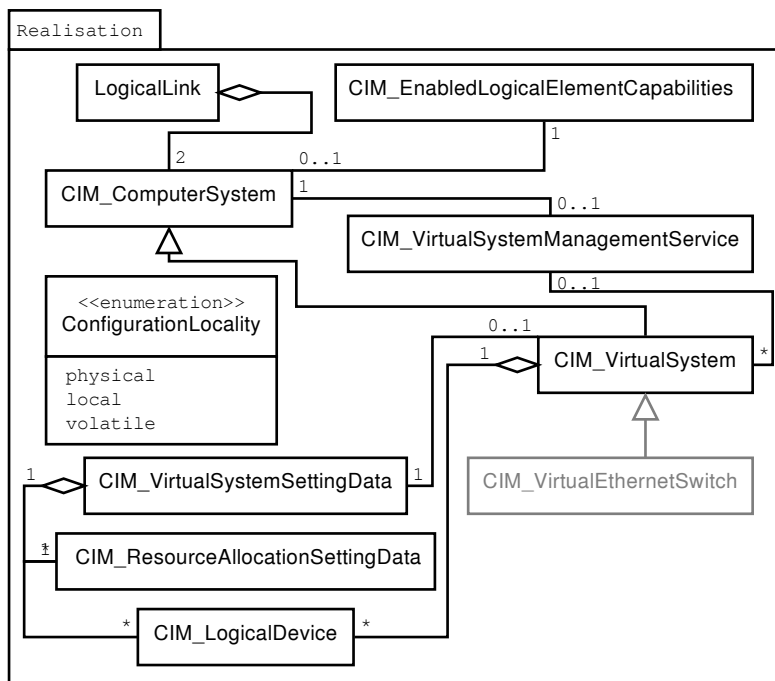 Realisation
LogicalLink
CIM_EnabledLogicalElementCapabilities
2
0..1
1
CIM_ComputerSystem
1
0..1
CIM_VirtualSystemManagementService
0..1
<<enumeration>>
ConfigurationLocality
physical
local
volatile
0..1
1
CIM_VirtualSystem
*
1
CIM_VirtualSystemSettingData
1
CIM_VirtualEthernetSwitch
*
CIM_ResourceAllocationSettingData
*
CIM_LogicalDevice
*